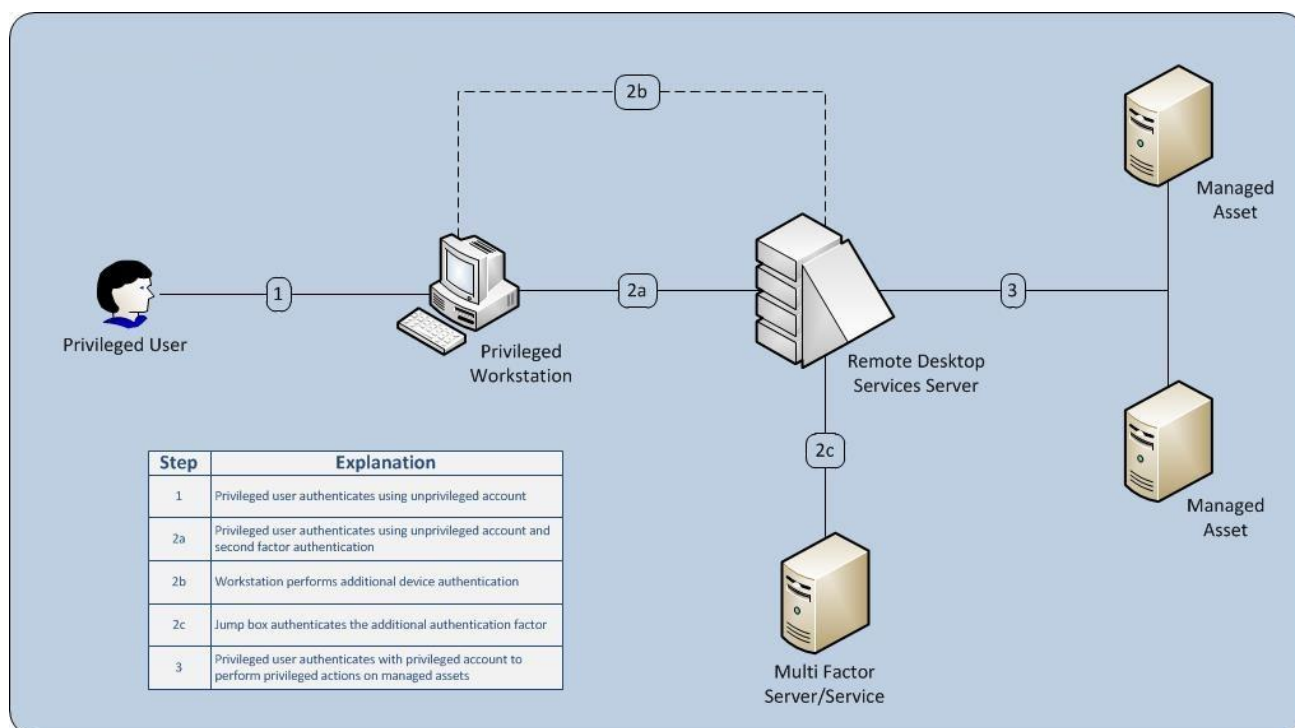 2b
Managed
Asset
1
2a
3
Privileged User
Privileged
Workstation
Remote Desktop
Services Server
2c
Managed
Asset
Multi Factor
Server/Service
Step Explanation
1 Privileged user authenticates using unprivileged account
2a Privileged user authenticates using unprivileged account and
second factor authentication
2b Workstation performs additional device authentication
2c Jump box authenticates the additional authentication factor
3 Privileged user authenticates with privileged account to
perform privileged actions on managed assets